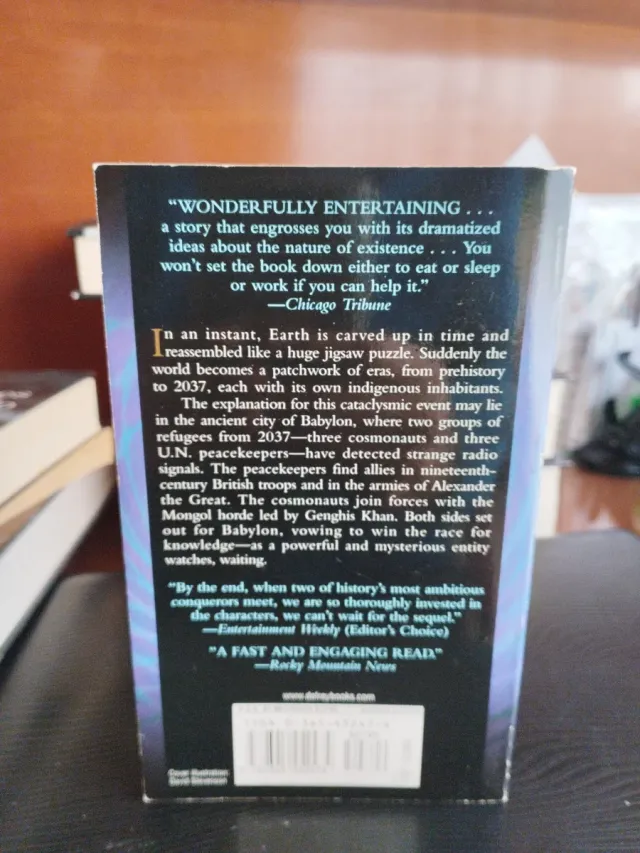 “WONDERFULLY ENTERTAINING . . .
a story that engrosses you with its dramatized
ideas about the nature of existence . . . You
won't set the book down either to eat or sleep
or work if you can help it.”
—Chicago Tribune
In an instant, Earth is carved up in time and
reassembled like a huge jigsaw puzzle. Suddenly the
world becomes a patchwork of eras, from prehistory
to 2037, each with its own indigenous inhabitants.
The explanation for this cataclysmic event may lie
in the ancient city of Babylon, where two groups of
refugees from 2037—three cosmonauts and three
U.N. peacekeepers—have detected strange radio
signals. The peacekeepers find allies in nineteenth-
century British troops and in the armies of Alexander
the Great. The cosmonauts join forces with the
Mongol horde led by Genghis Khan. Both sides set
out for Babylon, vowing to win the race for
knowledge—as a powerful and mysterious entity
watches, waiting.
“By the end, when two of history's most ambitious
conquerors meet, we are so thoroughly invested in
the characters, we can't wait for the sequel.”
—Entertainment Weekly (Editor's Choice)
“A FAST AND ENGAGING READ.”
—Rocky Mountain News
www.delreybooks.com
Cover illustration:
David Stevenson